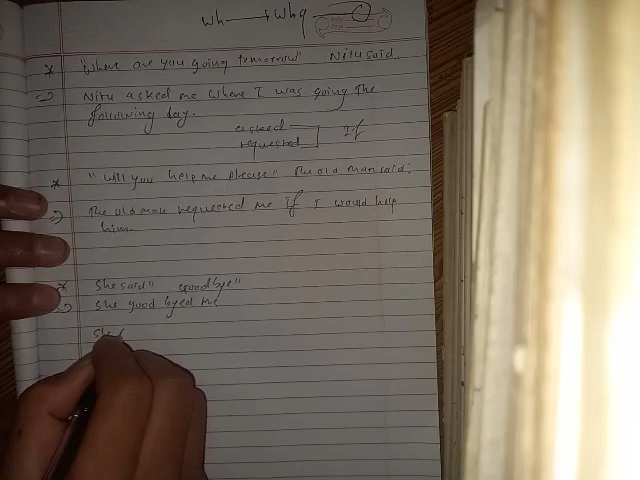 Wh → Whq
* "Where are you going tomorrow" Nitu said.
⇒ Nitu asked me where I was going the
following day.
asked
requested If
* "Will you help me please" The old man said;
⇒ The old man requested me if I would help
him.
* She said " Goodbye"
⇒ She good byed me
She